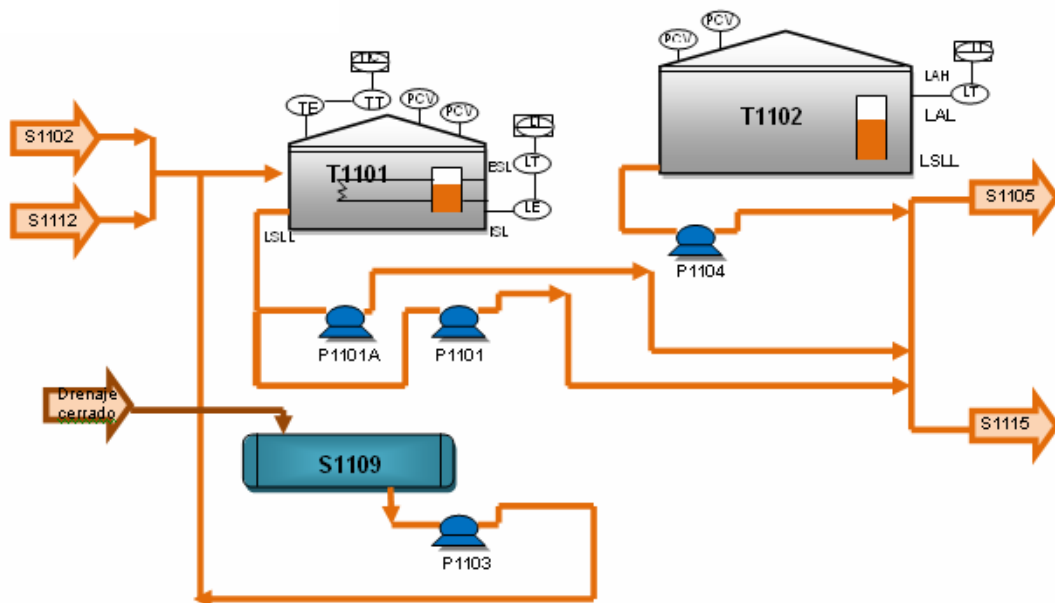 PCV
PCV
TE
TT
PCV
PCV
LT
LT
LE
LAH
LT
LAL
LSLL
S1102
S1112
T1101
T1102
ESL
ISL
LSLL
S1105
P1104
P1101A
P1101
Drenaje
cerrado
S1109
S1115
P1103